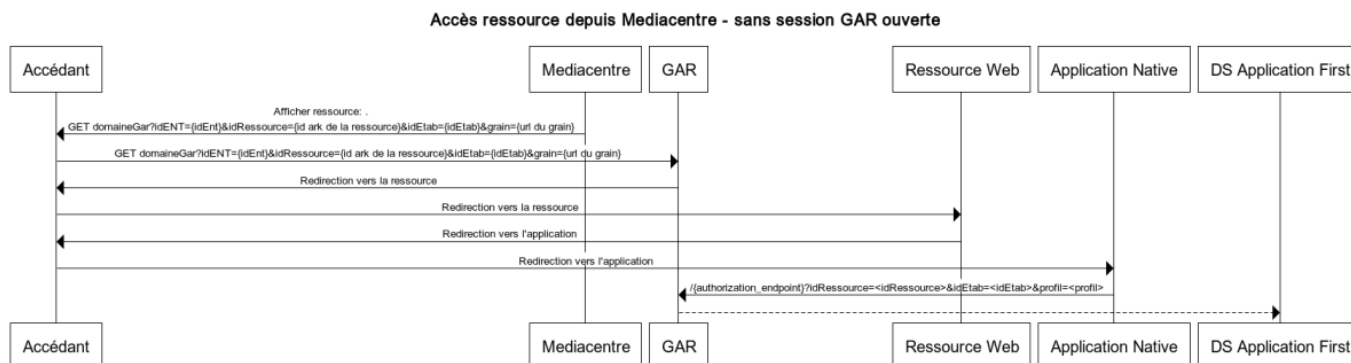 Accès ressource depuis Mediacentre - sans session GAR ouverte
Accédant
Mediacentre
GAR
Ressource Web
Application Native
DS Application First
Afficher ressource: .
GET domaineGar?idENT={idEnt}&idRessource={id ark de la ressource}&idEtab={idEtab}&grain={url du grain}
GET domaineGar?idENT={idEnt}&idRessource={id ark de la ressource}&idEtab={idEtab}&grain={url du grain}
Redirection vers la ressource
Redirection vers la ressource
Redirection vers l'application
Redirection vers l'application
/{authorization_endpoint}?idRessource=<idRessource>&idEtab=<idEtab>&profil=<profil>
Accédant
Mediacentre
GAR
Ressource Web
Application Native
DS Application First